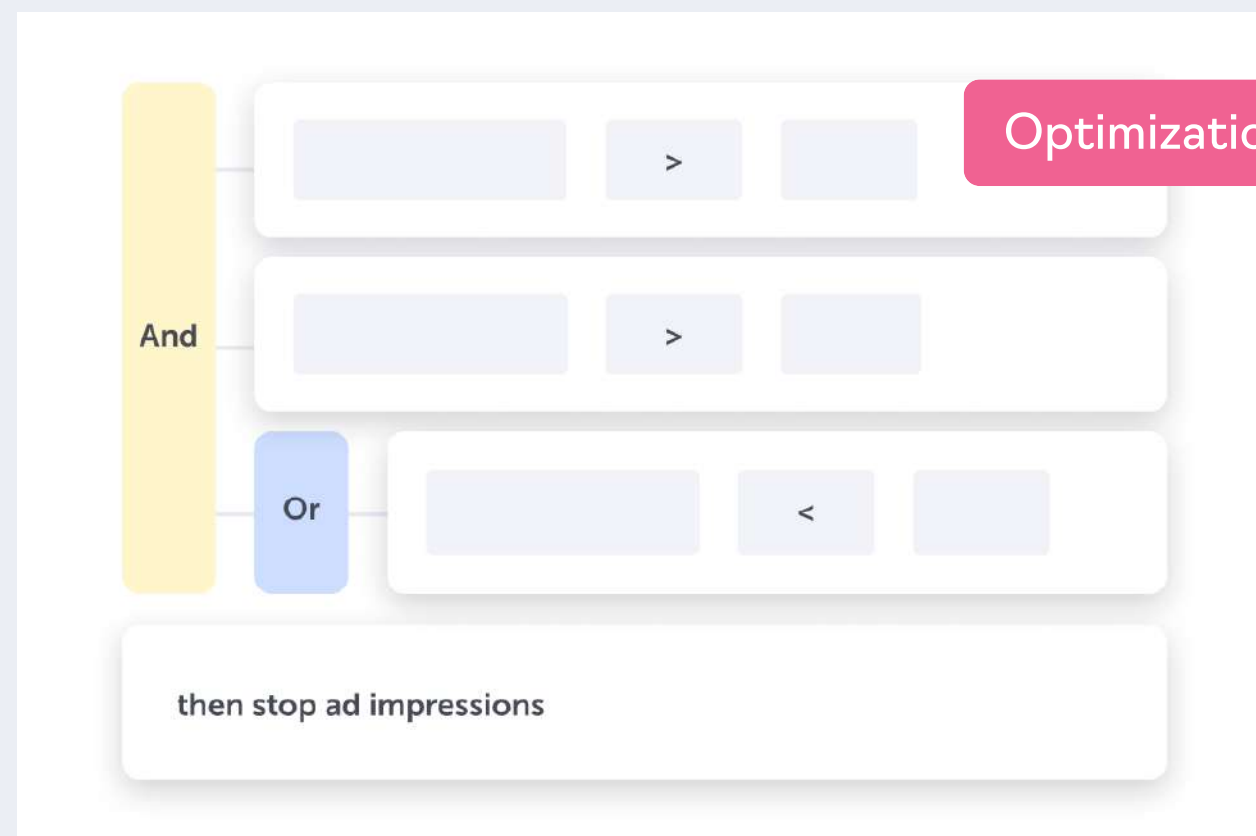 Optimizatio
>
And
>
Or
<
then stop ad impressions